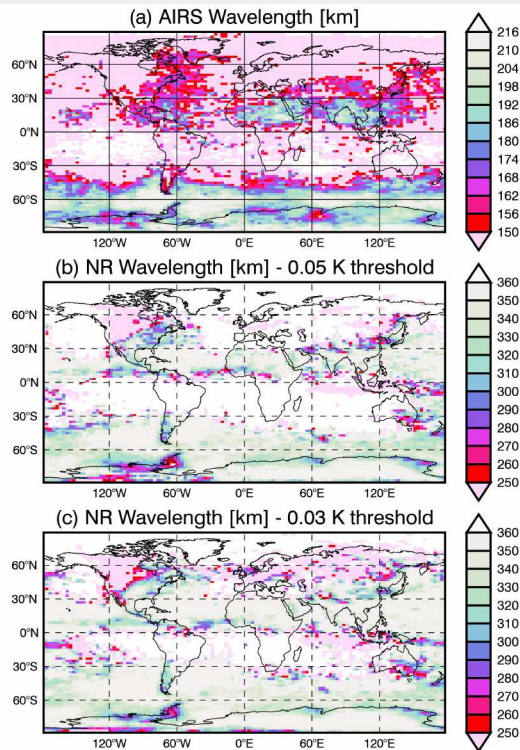 (a) AIRS Wavelength [km]
60°N
30°N
0°N
30°S
60°S
120°W 60°W 0°E 60°E 120°E
216
210
204
198
192
186
180
174
168
162
156
150
(b) NR Wavelength [km] - 0.05 K threshold
60°N
30°N
0°N
30°S
60°S
120°W 60°W 0°E 60°E 120°E
360
350
340
330
320
310
300
290
280
270
260
250
(c) NR Wavelength [km] - 0.03 K threshold
60°N
30°N
0°N
30°S
60°S
120°W 60°W 0°E 60°E 120°E
360
350
340
330
320
310
300
290
280
270
260
250